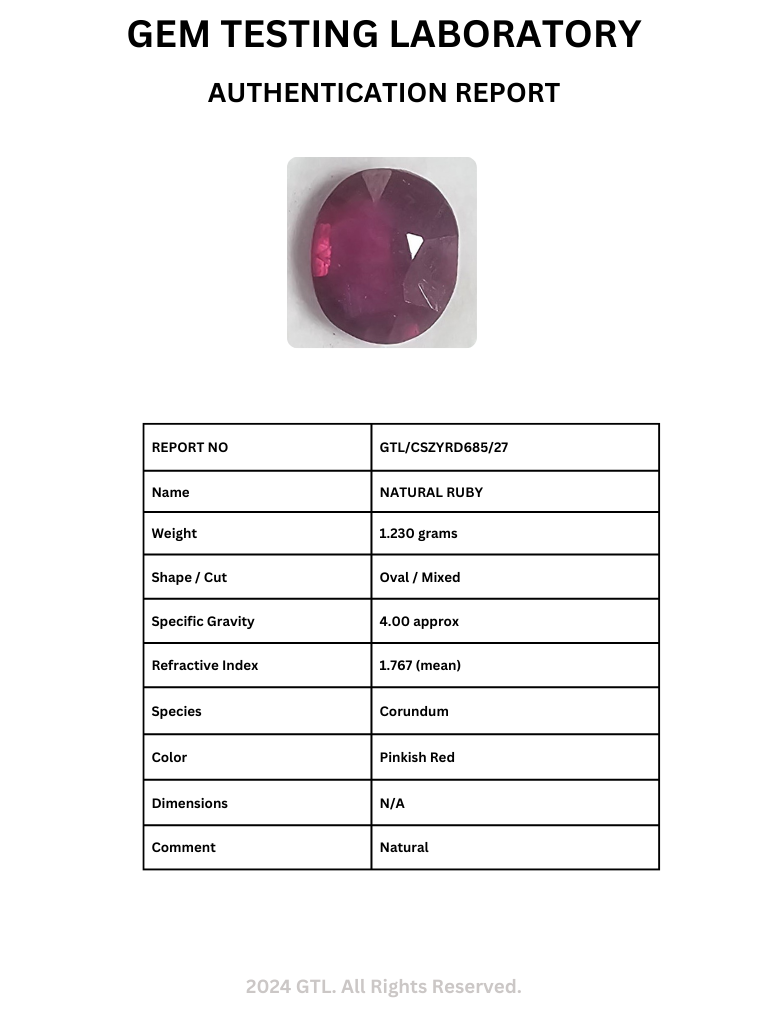 GEM TESTING LABORATORY
AUTHENTICATION REPORT
REPORT NO GTL/CSZYRD685/27
Name NATURAL RUBY
Weight 1.230 grams
Shape / Cut Oval / Mixed
Specific Gravity 4.00 approx
Refractive Index 1.767 (mean)
Species Corundum
Color Pinkish Red
Dimensions N/A
Comment Natural
2024 GTL. All Rights Reserved.